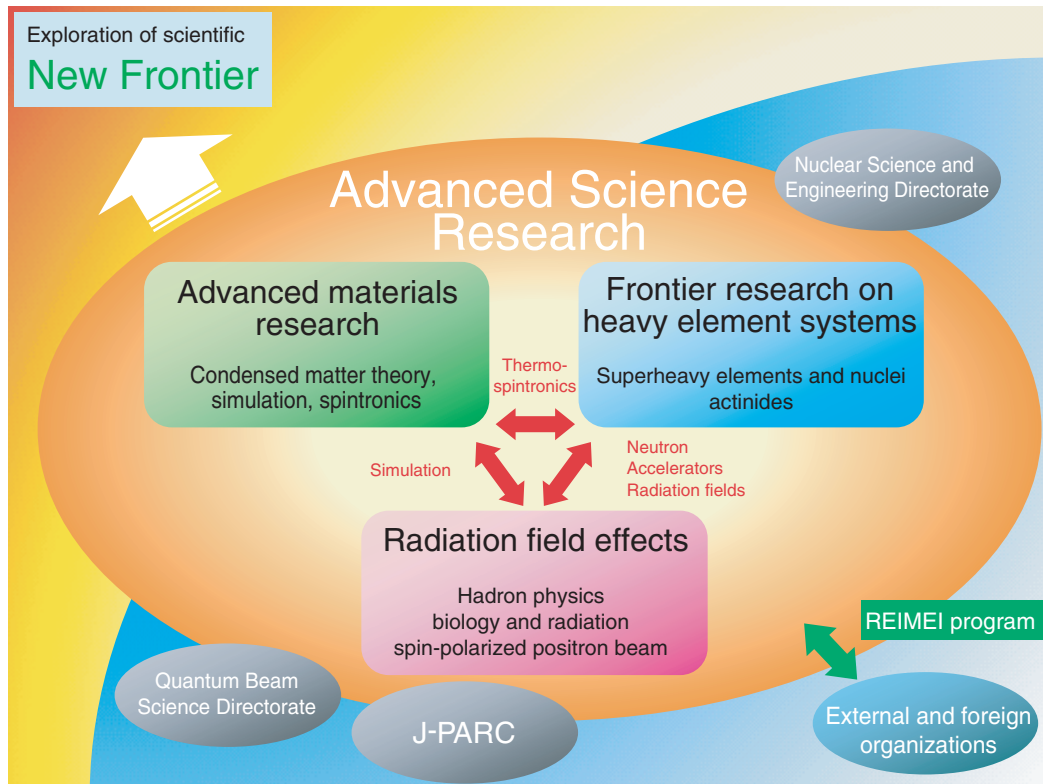 Exploration of scientific
New Frontier
Nuclear Science and
Engineering Directorate
Advanced Science
Research
Advanced materials
research
Condensed matter theory,
simulation, spintronics
Frontier research on
heavy element systems
Superheavy elements and nuclei
actinides
Thermo-
spintronics
Simulation
Neutron
Accelerators
Radiation fields
Radiation field effects
Hadron physics
biology and radiation
spin-polarized positron beam
REIMEI program
Quantum Beam
Science Directorate
J-PARC
External and foreign
organizations